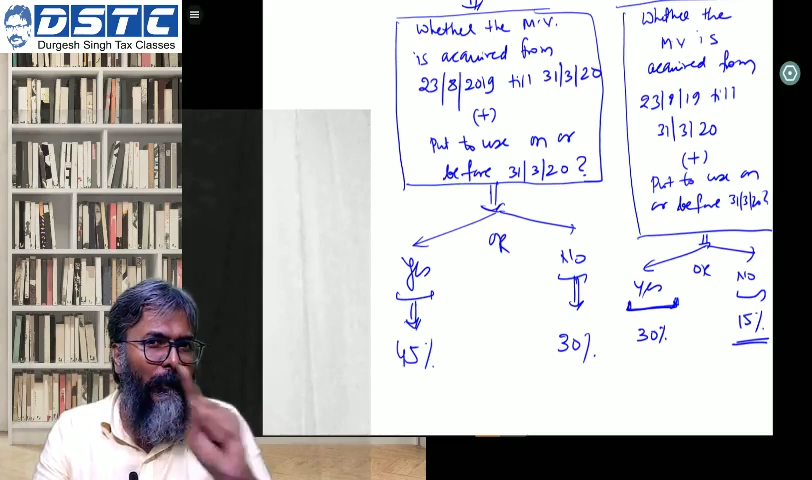 DSTC
Durgesh Singh Tax Classes
Whether the M.V.
is acquired from
23/8/2019 till 31/3/20
(+)
Put to use on or
before 31/3/20?
Yes
OR
NO
45%
30%.
Whether the
MV is
acquired from
23/8/19 till
31/3/20
(+)
Put to use on
or before 31/3/20?
Yes
OR
NO
30%
15%